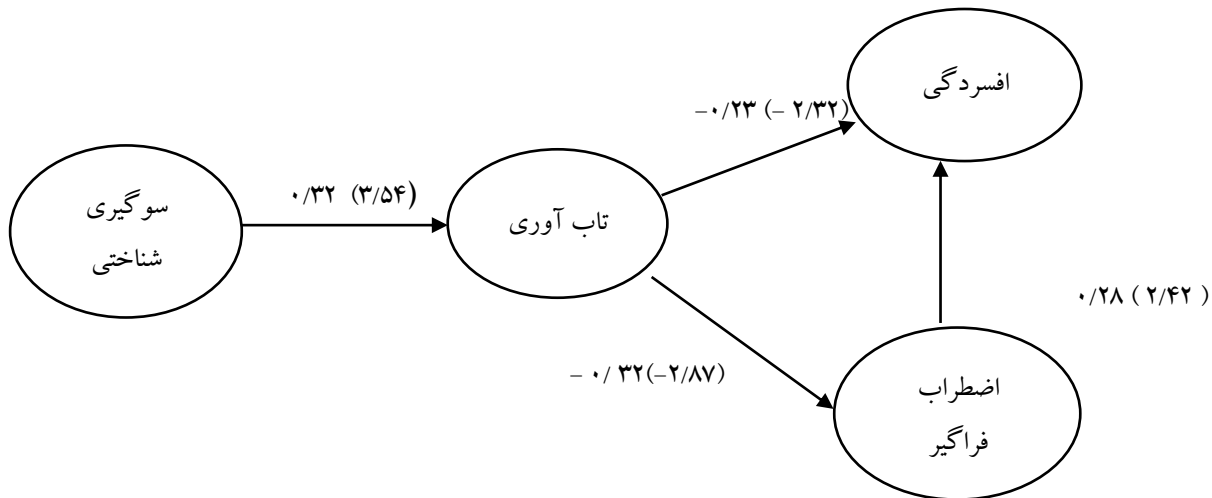 افسردگی
−۰/۲۳ (− ۲/۳۲)
سوگیری
شناختی
۰/۳۲ (۳/۵۴)
تاب آوری
۰/۲۸ ( ۲/۴۲ )
− ۰/ ۳۲(−۲/۸۷)
اضطراب
فراگیر